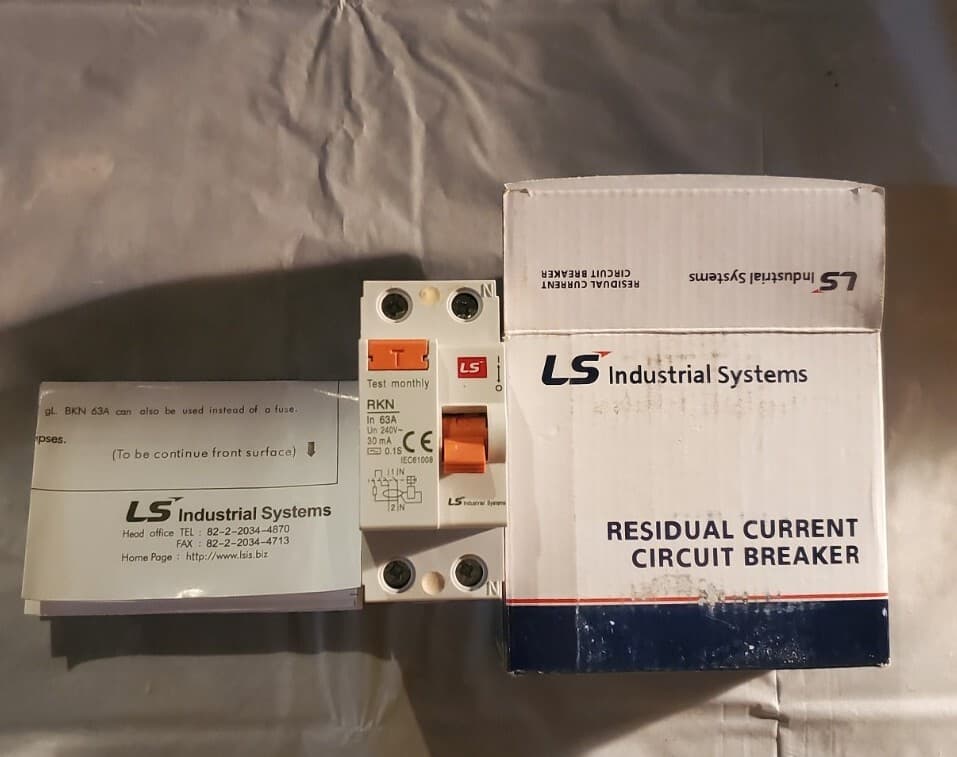 gL. BKN 63A can also be used instead of a fuse.
pses.
(To be continue front surface)
LS Industrial Systems
Head office TEL : 82-2-2034-4870
FAX : 82-2-2034-4713
Home Page : http://www.lsis.biz
N
T
Test monthly
LS
I
O
RKN
In 63A
Un 240V~
30 mA
0.1S
CE
IEC61008
1 N
2 N
LS Industrial Systems
N
RESIDUAL CURRENT
CIRCUIT BREAKER
LS Industrial Systems
LS Industrial Systems
RESIDUAL CURRENT
CIRCUIT BREAKER